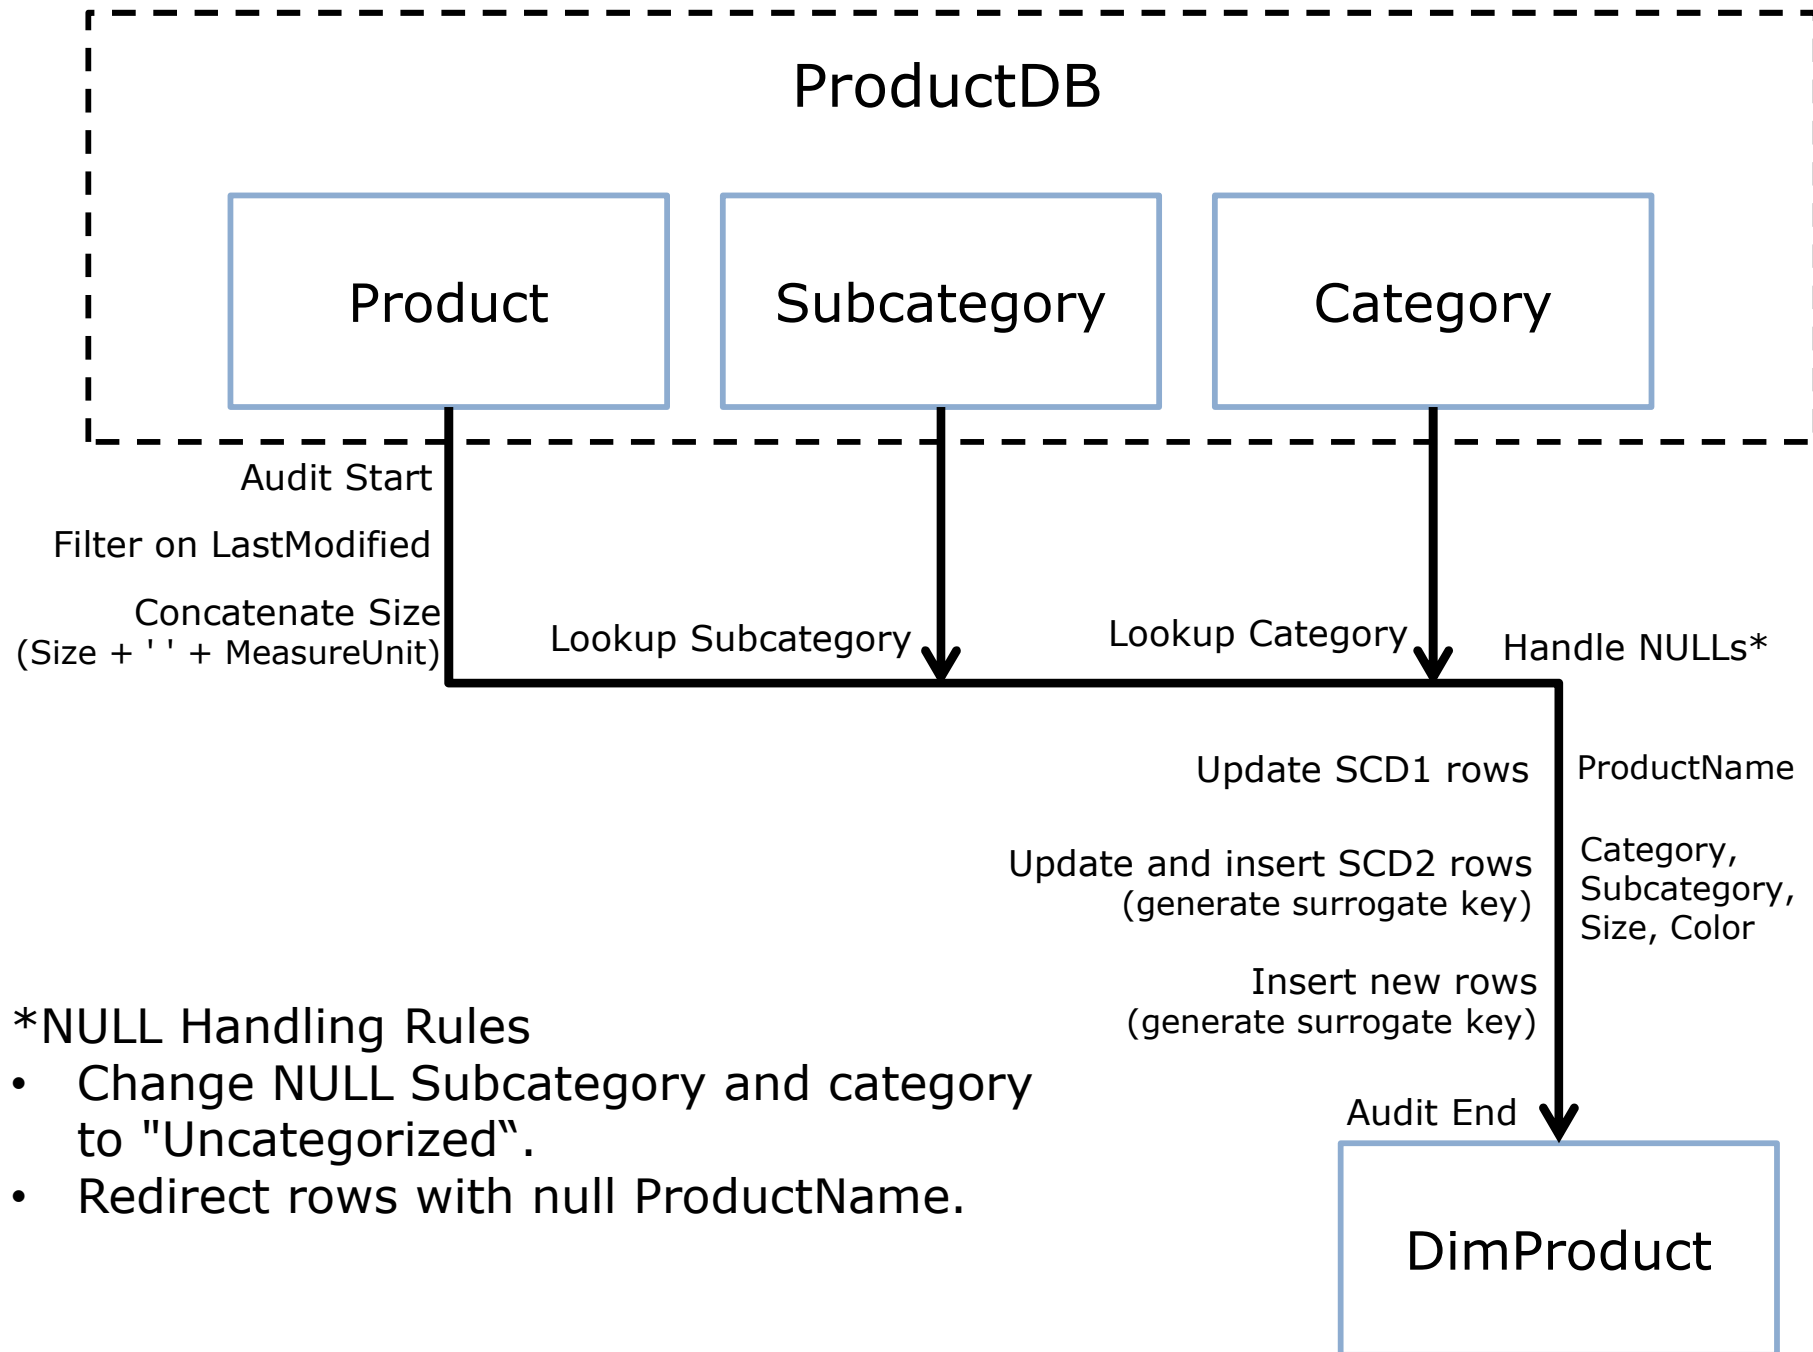 ProductDB
Product
Subcategory
Category
Audit Start
Filter on LastModified
Concatenate Size
(Size + ' ' + MeasureUnit)
Lookup Subcategory
Lookup Category
Handle NULLs*
Update SCD1 rows
ProductName
Update and insert SCD2 rows
(generate surrogate key)
Category,
Subcategory,
Size, Color
Insert new rows
(generate surrogate key)
*NULL Handling Rules
• Change NULL Subcategory and category
to "Uncategorized“.
• Redirect rows with null ProductName.
Audit End
DimProduct